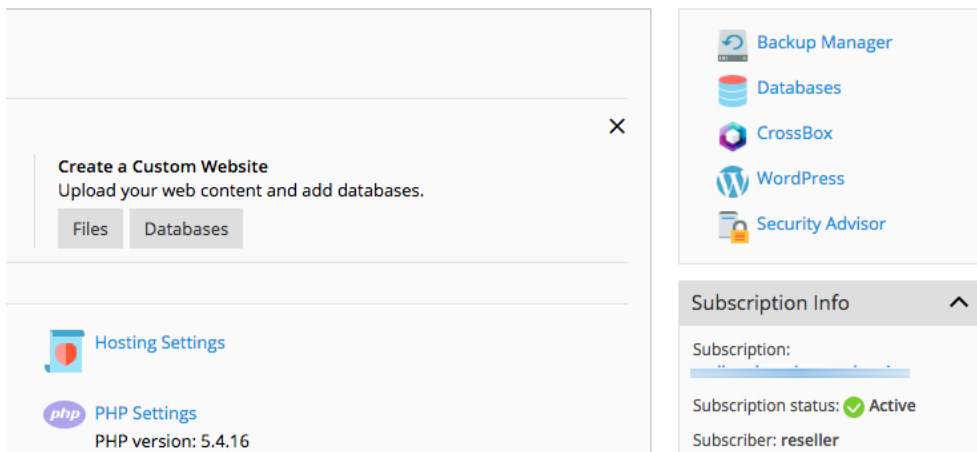 Create a Custom Website
Upload your web content and add databases.
Files
Databases
Hosting Settings
php
PHP Settings
PHP version: 5.4.16
Backup Manager
Databases
CrossBox
WordPress
Security Advisor
Subscription Info
Subscription:
Subscription status: Active
Subscriber: reseller